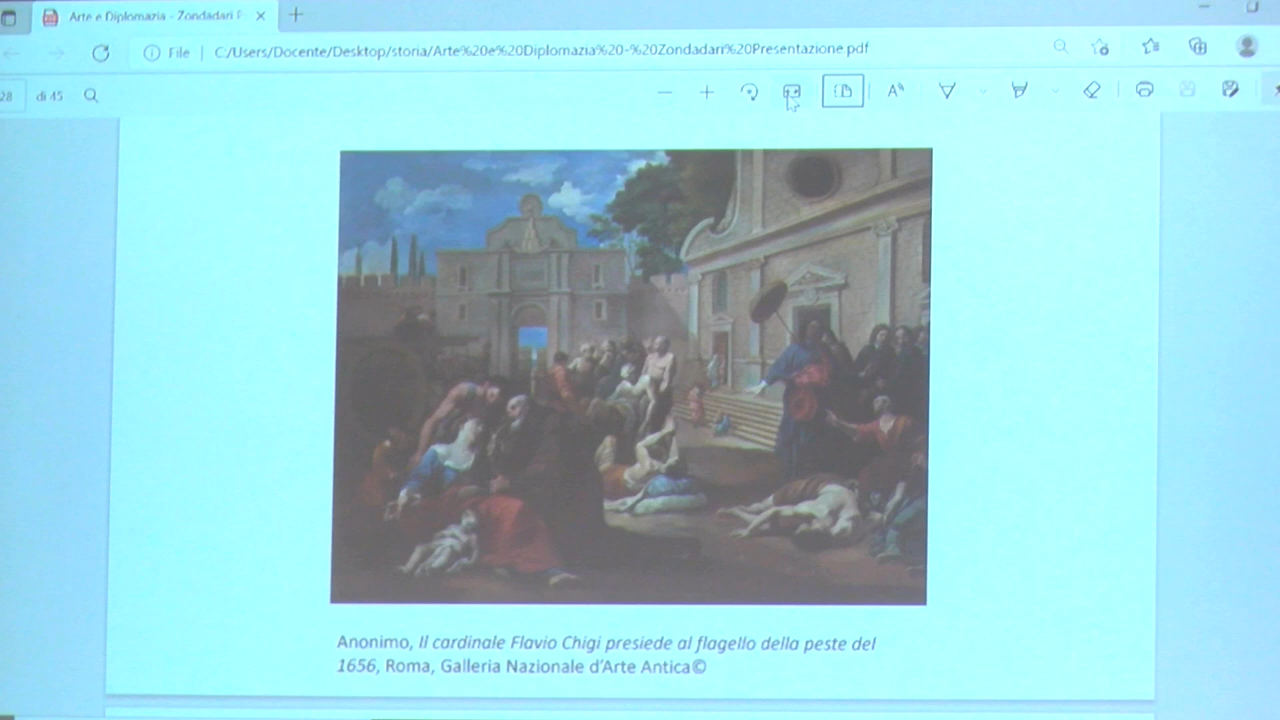 Arte e Diplomazia - Zondadari P
File
C:/Users/Docente/Desktop/storia/Arte%20e%20Diplomazia%20-%20Zondadari%20Presentazione.pdf
28 di 45
Anonimo, Il cardinale Flavio Chigi presiede al flagello della peste del
1656, Roma, Galleria Nazionale d'Arte Antica©